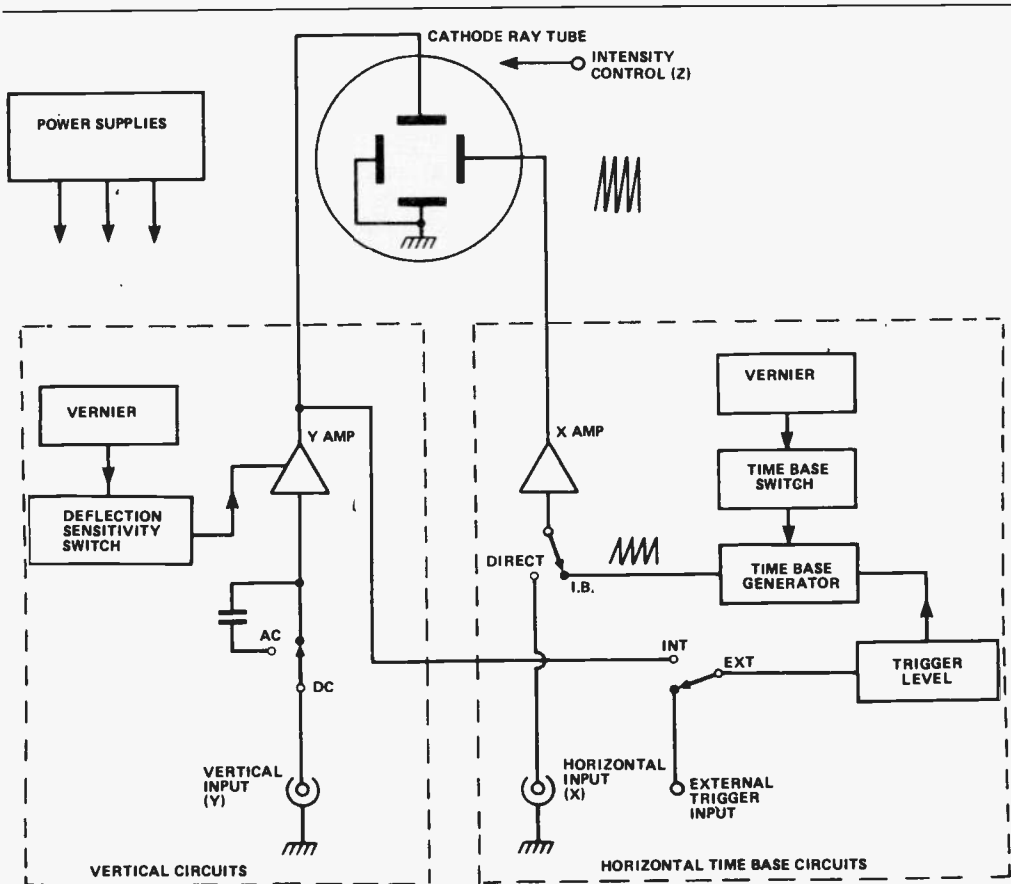 CATHODE RAY TUBE
INTENSITY
CONTROL (Z)
POWER SUPPLIES
VERNIER
Y AMP
DEFLECTION
SENSITIVITY
SWITCH
AC
DC
VERTICAL
INPUT
(Y)
VERTICAL CIRCUITS
VERNIER
X AMP
TIME BASE
SWITCH
DIRECT
I.B.
TIME BASE
GENERATOR
INT
EXT
TRIGGER
LEVEL
HORIZONTAL
INPUT
(X)
EXTERNAL
TRIGGER
INPUT
HORIZONTAL TIME BASE CIRCUITS